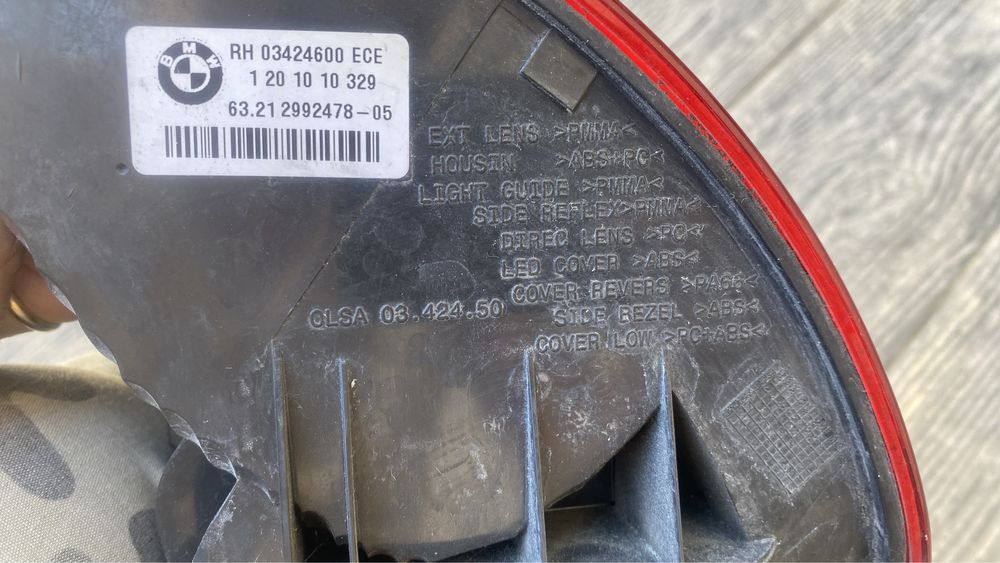 BMW
RH 03424600 ECE
1 20 10 10 329
63.21 2992478-05
EXT LENS >PMMA<
HOUSIN >ABS+PC<
LIGHT GUIDE >PMMA<
SIDE REFLEX>PMMA<
DIREC LENS >PC<
LED COVER >ABS<
COVER REVERS >PA66<
OLSA 03.424.50
SIDE BEZEL >ABS<
COVER LOW >PC+ABS<